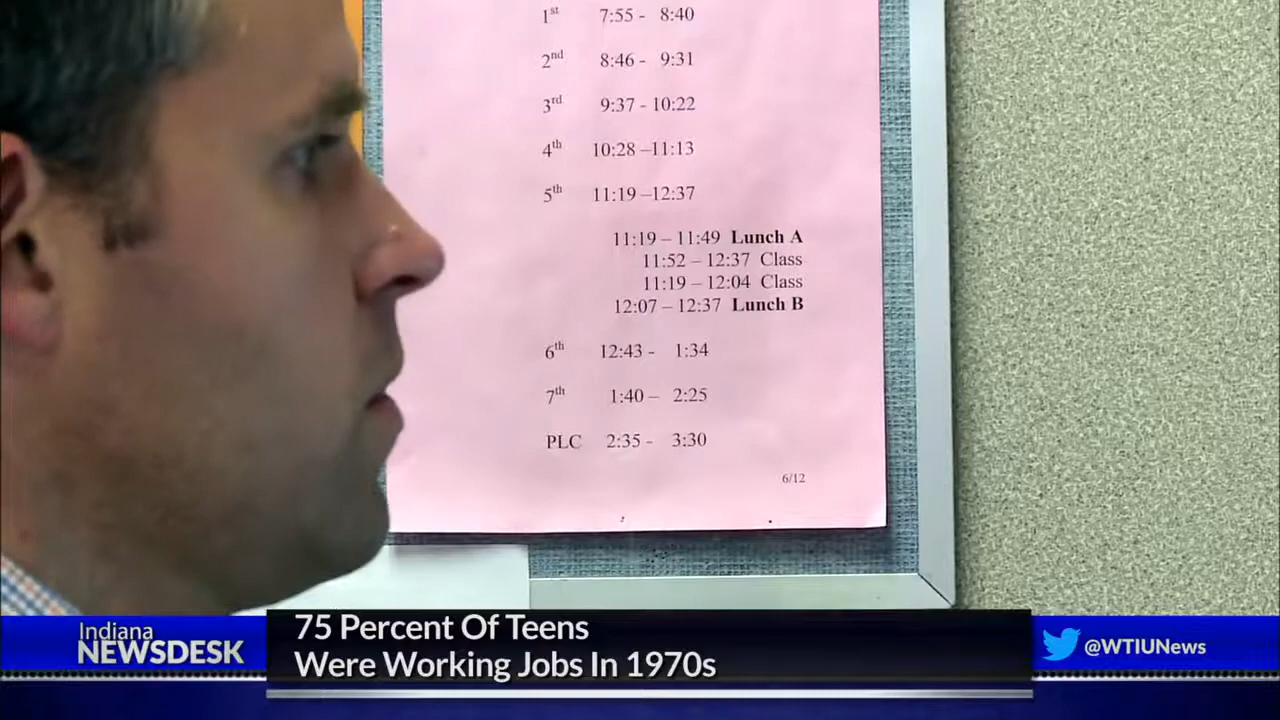 1st 7:55 - 8:40
2nd 8:46 - 9:31
3rd 9:37 - 10:22
4th 10:28 –11:13
5th 11:19 –12:37
11:19 – 11:49 Lunch A
11:52 – 12:37 Class
11:19 – 12:04 Class
12:07 – 12:37 Lunch B
6th 12:43 - 1:34
7th 1:40 – 2:25
PLC 2:35 - 3:30
6/12
Indiana
NEWSDESK
75 Percent Of Teens
Were Working Jobs In 1970s
@WTIUNews